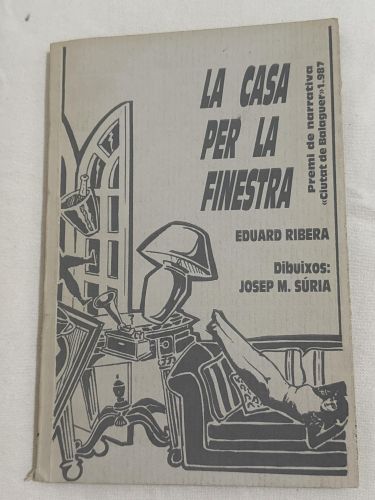 LA CASA
PER LA
FINESTRA
EDUARD RIBERA
Dibuixos:
JOSEP M. SÚRIA
Premi de narrativa
«Ciutat de Balaguer» 1.987